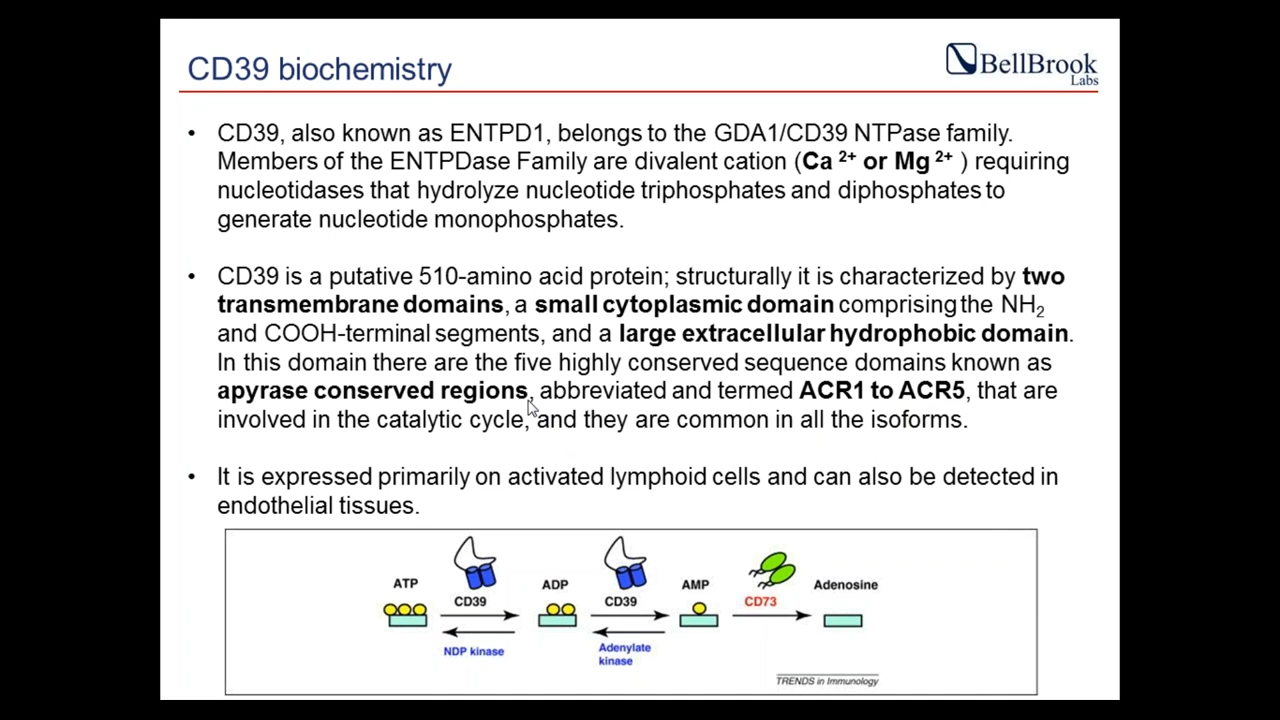 CD39 biochemistry
BellBrook
Labs
• CD39, also known as ENTPD1, belongs to the GDA1/CD39 NTPase family.
Members of the ENTPDase Family are divalent cation (Ca 2+ or Mg 2+ ) requiring
nucleotidases that hydrolyze nucleotide triphosphates and diphosphates to
generate nucleotide monophosphates.
• CD39 is a putative 510-amino acid protein; structurally it is characterized by two
transmembrane domains, a small cytoplasmic domain comprising the NH2
and COOH-terminal segments, and a large extracellular hydrophobic domain.
In this domain there are the five highly conserved sequence domains known as
apyrase conserved regions, abbreviated and termed ACR1 to ACR5, that are
involved in the catalytic cycle, and they are common in all the isoforms.
• It is expressed primarily on activated lymphoid cells and can also be detected in
endothelial tissues.
ATP ADP AMP Adenosine
CD39 CD39 CD73
NDP kinase Adenylate
kinase
TRENDS in Immunology